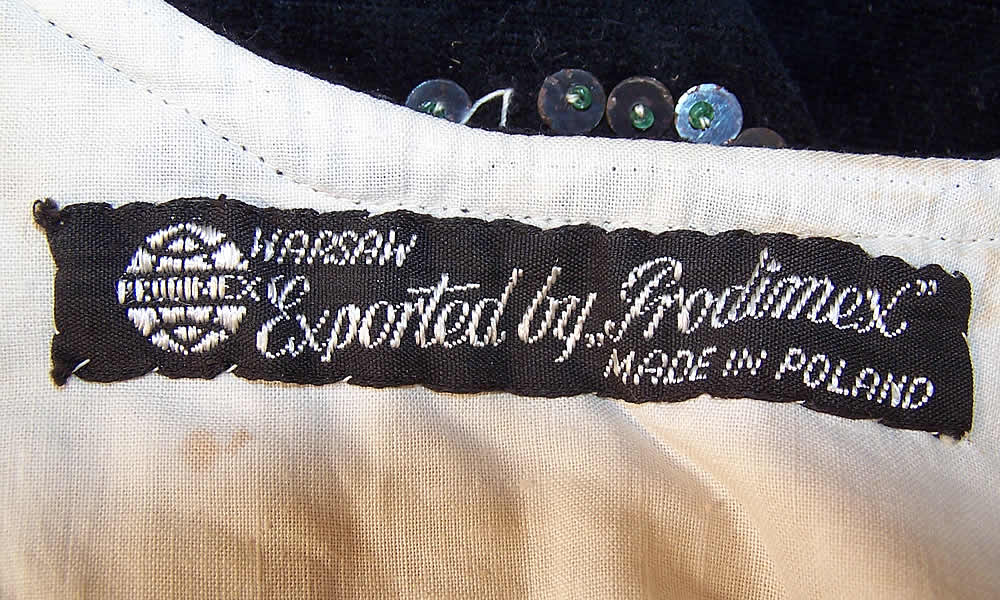 WARSAW
PRODIMEX
Exported by „Prodimex”
MADE IN POLAND